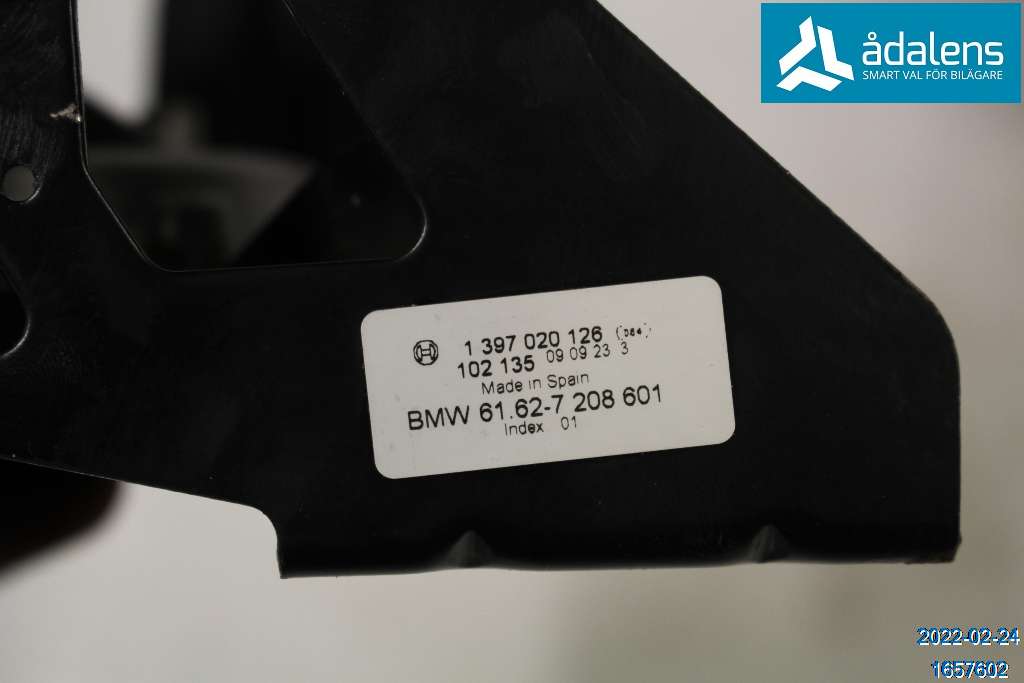 ådalens
SMART VAL FÖR BILÄGARE
1 397 020 126
102 135 09 09 23 3
Made in Spain
BMW 61.62-7 208 601
Index 01
2022-02-24
1657602